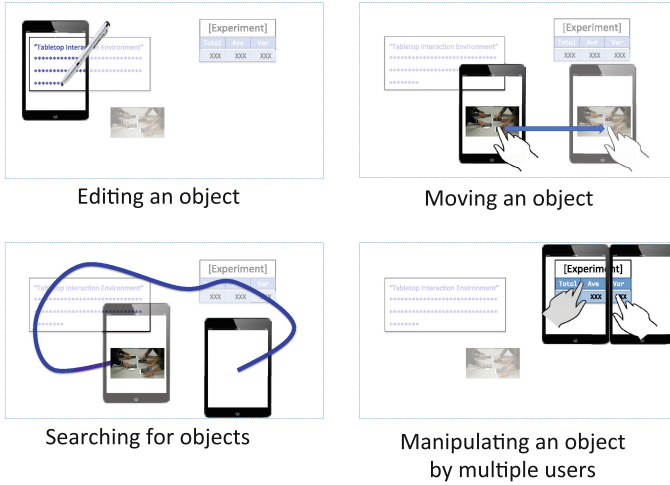 [Experiment]
"Tabletop Interaction Environment"
Total Ave Var
XXX XXX XXX
Editing an object
[Experiment]
"Tabletop Interaction Environment"
Total Ave Var
XXX XXX XXX
Moving an object
[Experiment]
"Tabletop Interaction Environment"
Var
XXX XXX XXX
Searching for objects
[Experiment]
"Tabletop Interaction Environment"
Total Ave Var
XXX
Manipulating an object
by multiple users